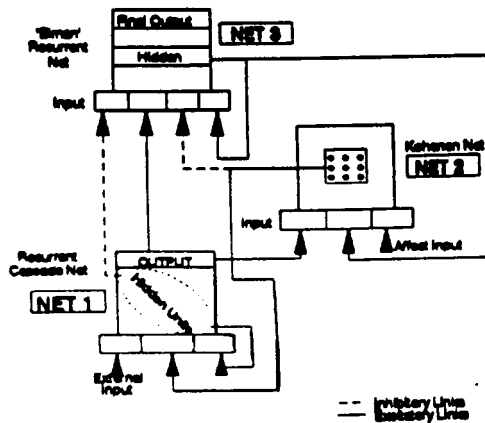 Final Output
NET 3
'Elman'
Recurrent
Net
Hidden
Input
Kohonen Net
NET 2
Input
Affect Input
Recurrent
Cascade Net
OUTPUT
Hidden Units
NET 1
External
Input
Inhibitory Links
Excitatory Links